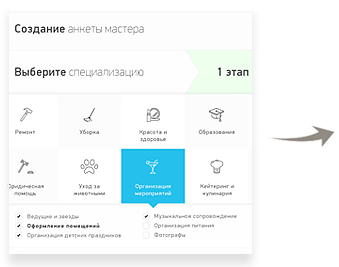 Создание анкеты мастера
Выберите специализацию
1 этап
Ремонт
Уборка
Красота и
здоровье
Образования
Юридическая
помощь
Уход за
животными
Организация
мероприятий
Кейтеринг и
кулинария
Ведущие и звезды
Музыкальное сопровождение
Оформление помещений
Организация питания
Организация детских праздников
Фотографы